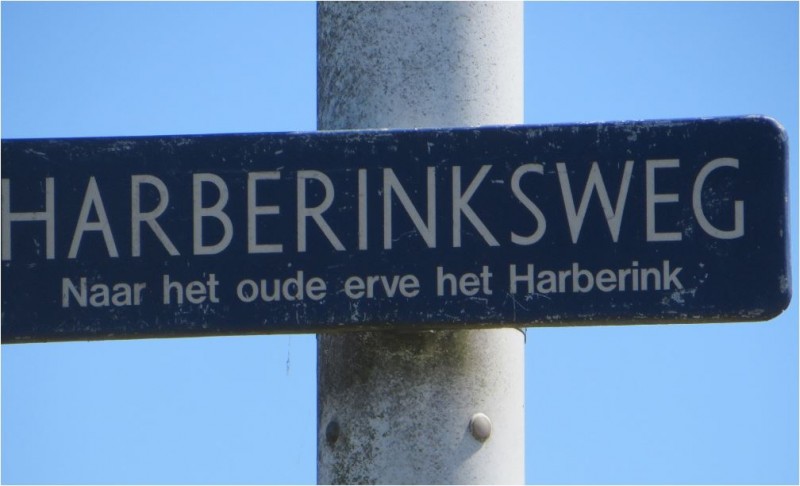 HARBERINKSWEG
Naar het oude erve het Harberink